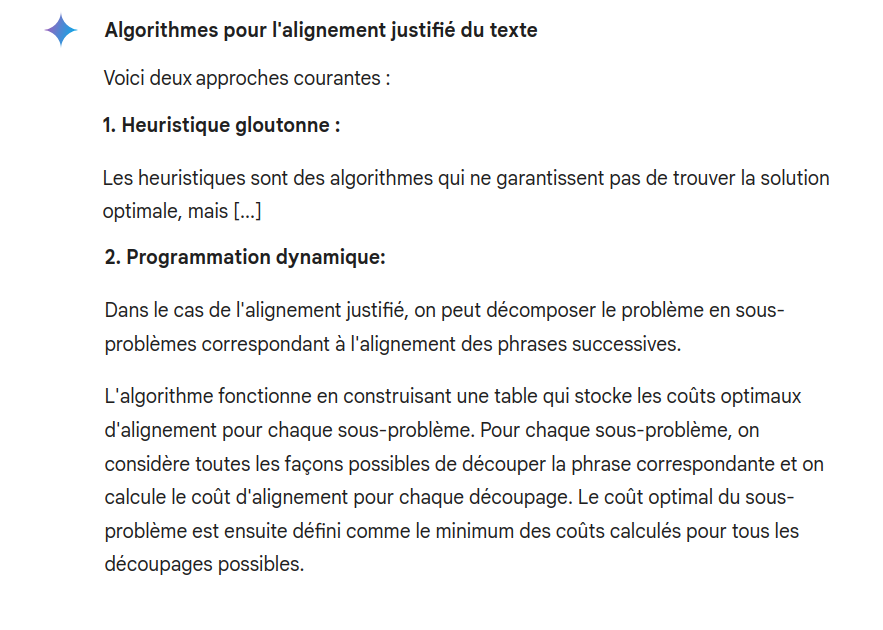 Algorithmes pour l'alignement justifié du texte
Voici deux approches courantes :
1. Heuristique gloutonne :
Les heuristiques sont des algorithmes qui ne garantissent pas de trouver la solution
optimale, mais [...]
2. Programmation dynamique:
Dans le cas de l'alignement justifié, on peut décomposer le problème en sous-
problèmes correspondant à l'alignement des phrases successives.
L'algorithme fonctionne en construisant une table qui stocke les coûts optimaux
d'alignement pour chaque sous-problème. Pour chaque sous-problème, on
considère toutes les façons possibles de découper la phrase correspondante et on
calcule le coût d'alignement pour chaque découpage. Le coût optimal du sous-
problème est ensuite défini comme le minimum des coûts calculés pour tous les
découpages possibles.